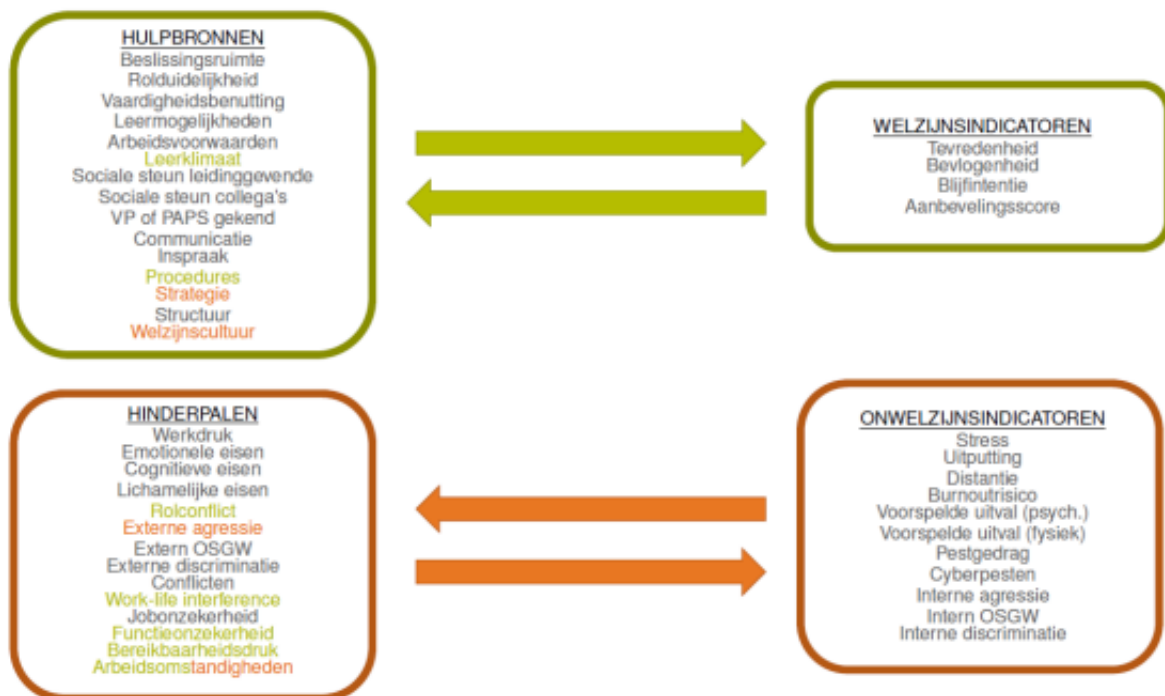 HULPBRONNEN
Beslissingsruimte
Rolduidelijkheid
Vaardigheidsbenutting
Leermogelijkheden
Arbeidsvoorwaarden
Leerklimaat
Sociale steun leidinggevende
Sociale steun collega's
VP of PAPS gekend
Communicatie
Inspraak
Procedures
Strategie
Structuur
Welzijnscultuur
WELZIJNSINDICATOREN
Tevredenheid
Bevlogenheid
Blijfintentie
Aanbevelingsscore
HINDERPALEN
Werkdruk
Emotionele eisen
Cognitieve eisen
Lichamelijke eisen
Rolconflict
Externe agressie
Extern OSGW
Externe discriminatie
Conflicten
Work-life interference
Jobonzekerheid
Functieonzekerheid
Bereikbaarheidsdruk
Arbeidsomstandigheden
ONWELZIJNSINDICATOREN
Stress
Uitputting
Distantie
Burnoutrisico
Voorspelde uitval (psych.)
Voorspelde uitval (fysiek)
Pestgedrag
Cyberpesten
Interne agressie
Intern OSGW
Interne discriminatie